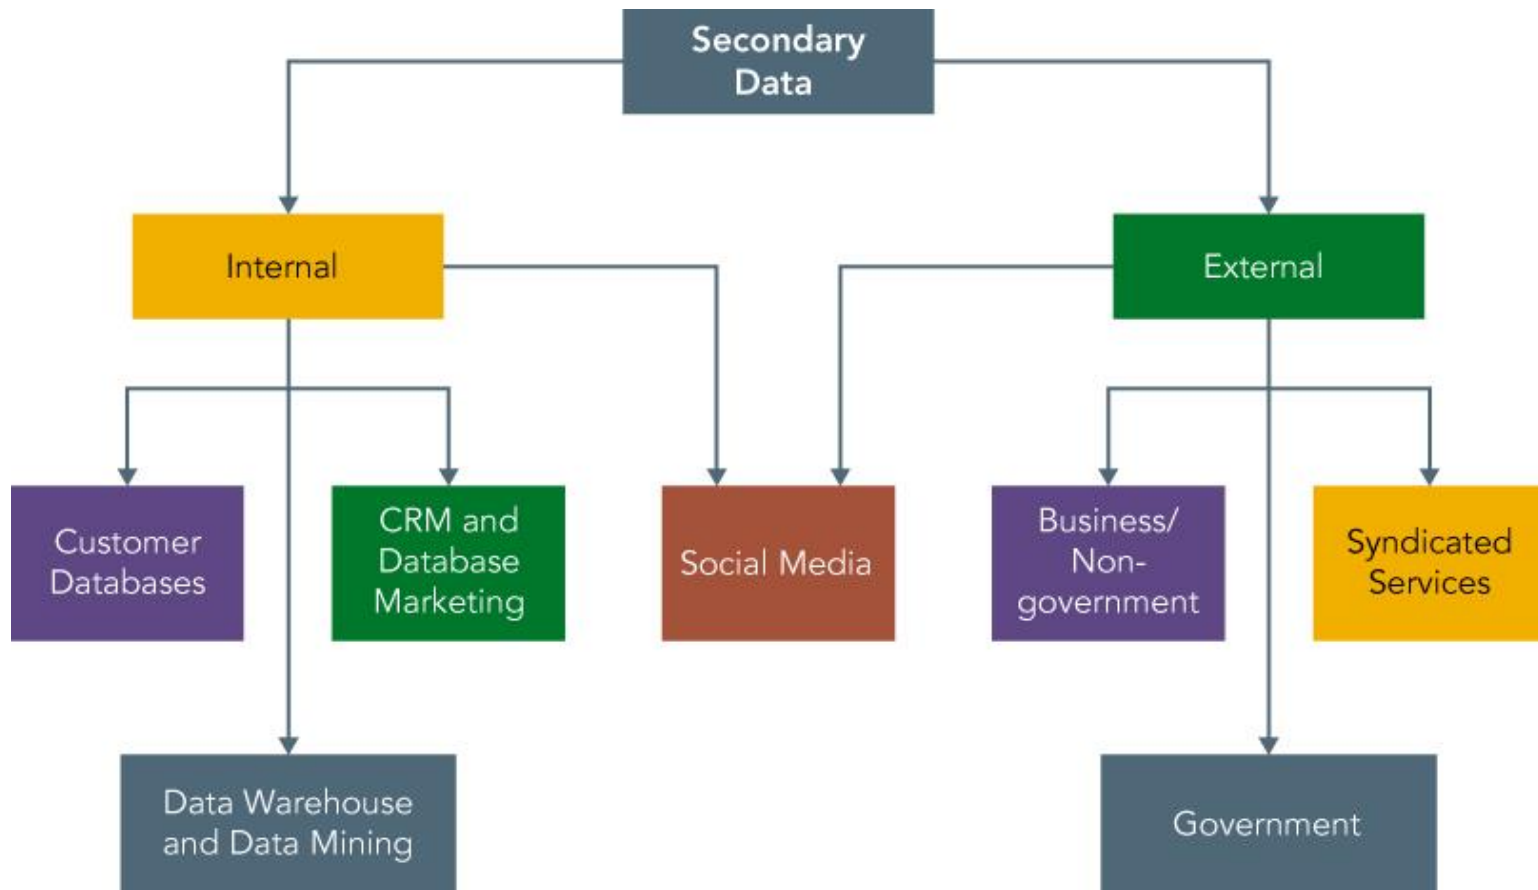 Secondary
Data
Internal
External
Customer
Databases
CRM and
Database
Marketing
Social Media
Business/
Non-
government
Syndicated
Services
Data Warehouse
and Data Mining
Government